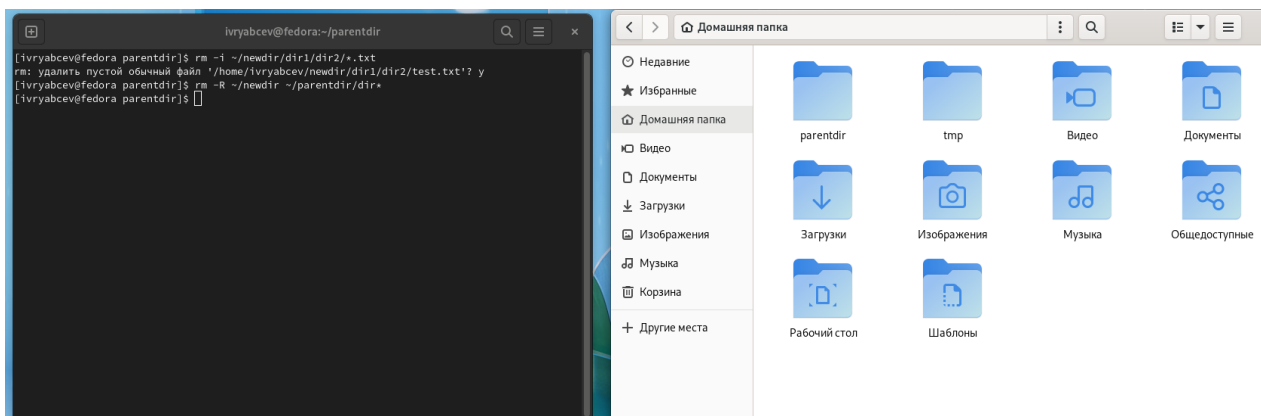 ivryabcev@fedora:~/parentdir
[ivryabcev@fedora parentdir]$ rm -i ~/newdir/dir1/dir2/*.txt
rm: удалить пустой обычный файл '/home/ivryabcev/newdir/dir1/dir2/test.txt'? y
[ivryabcev@fedora parentdir]$ rm -R ~/newdir ~/parentdir/dir*
[ivryabcev@fedora parentdir]$
Домашняя папка
Недавние
Избранные
Домашняя папка
Видео
Документы
Загрузки
Изображения
Музыка
Корзина
Другие места
parentdir tmp Видео Документы
Загрузки Изображения Музыка Общедоступные
Рабочий стол Шаблоны